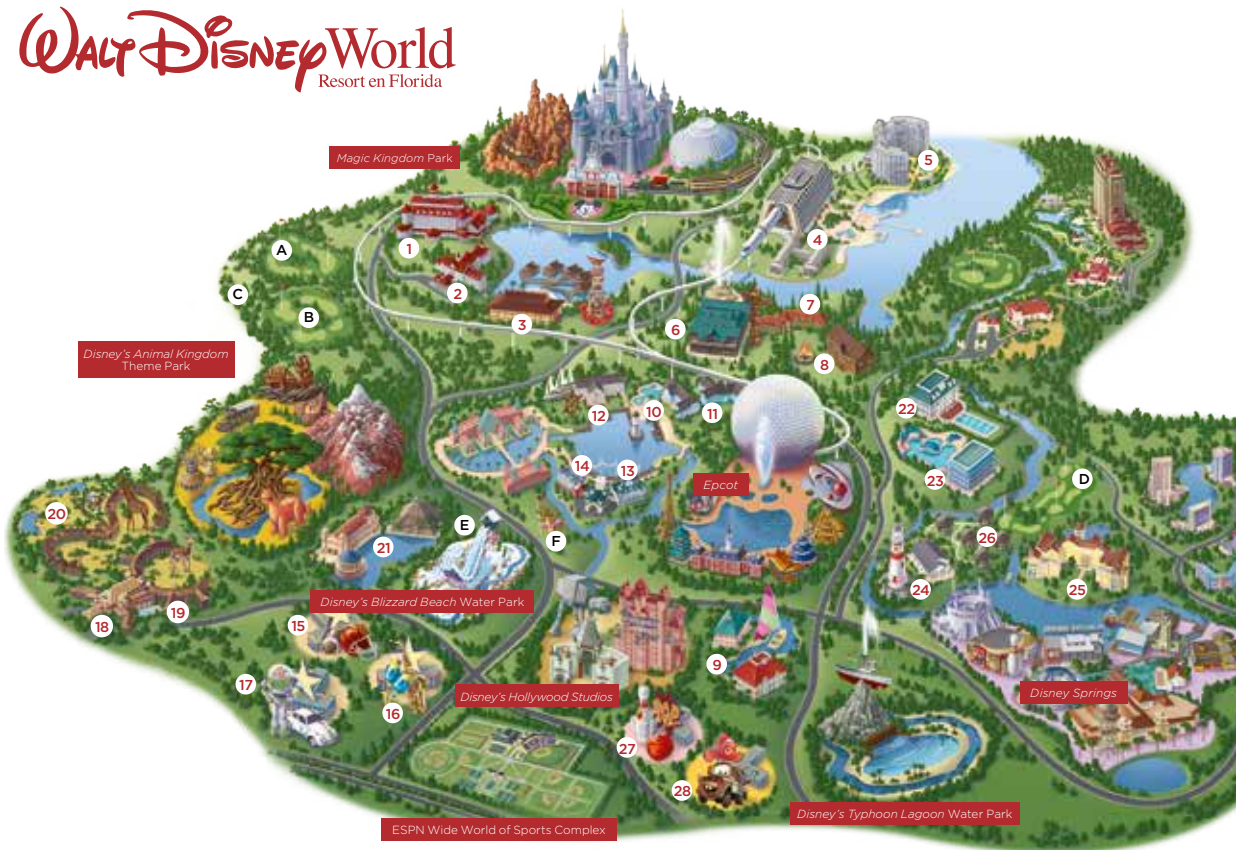 WALT DISNEY World
Resort en Florida
Magic Kingdom Park
5
A
1
4
C
2
7
B
3
6
Disney's Animal Kingdom
Theme Park
8
12
10
11
22
14
13
Epcot
23
D
20
E
21
F
26
24
25
Disney's Blizzard Beach Water Park
18
19
15
9
17
16
Disney's Hollywood Studios
Disney Springs
27
28
Disney's Typhoon Lagoon Water Park
ESPN Wide World of Sports Complex